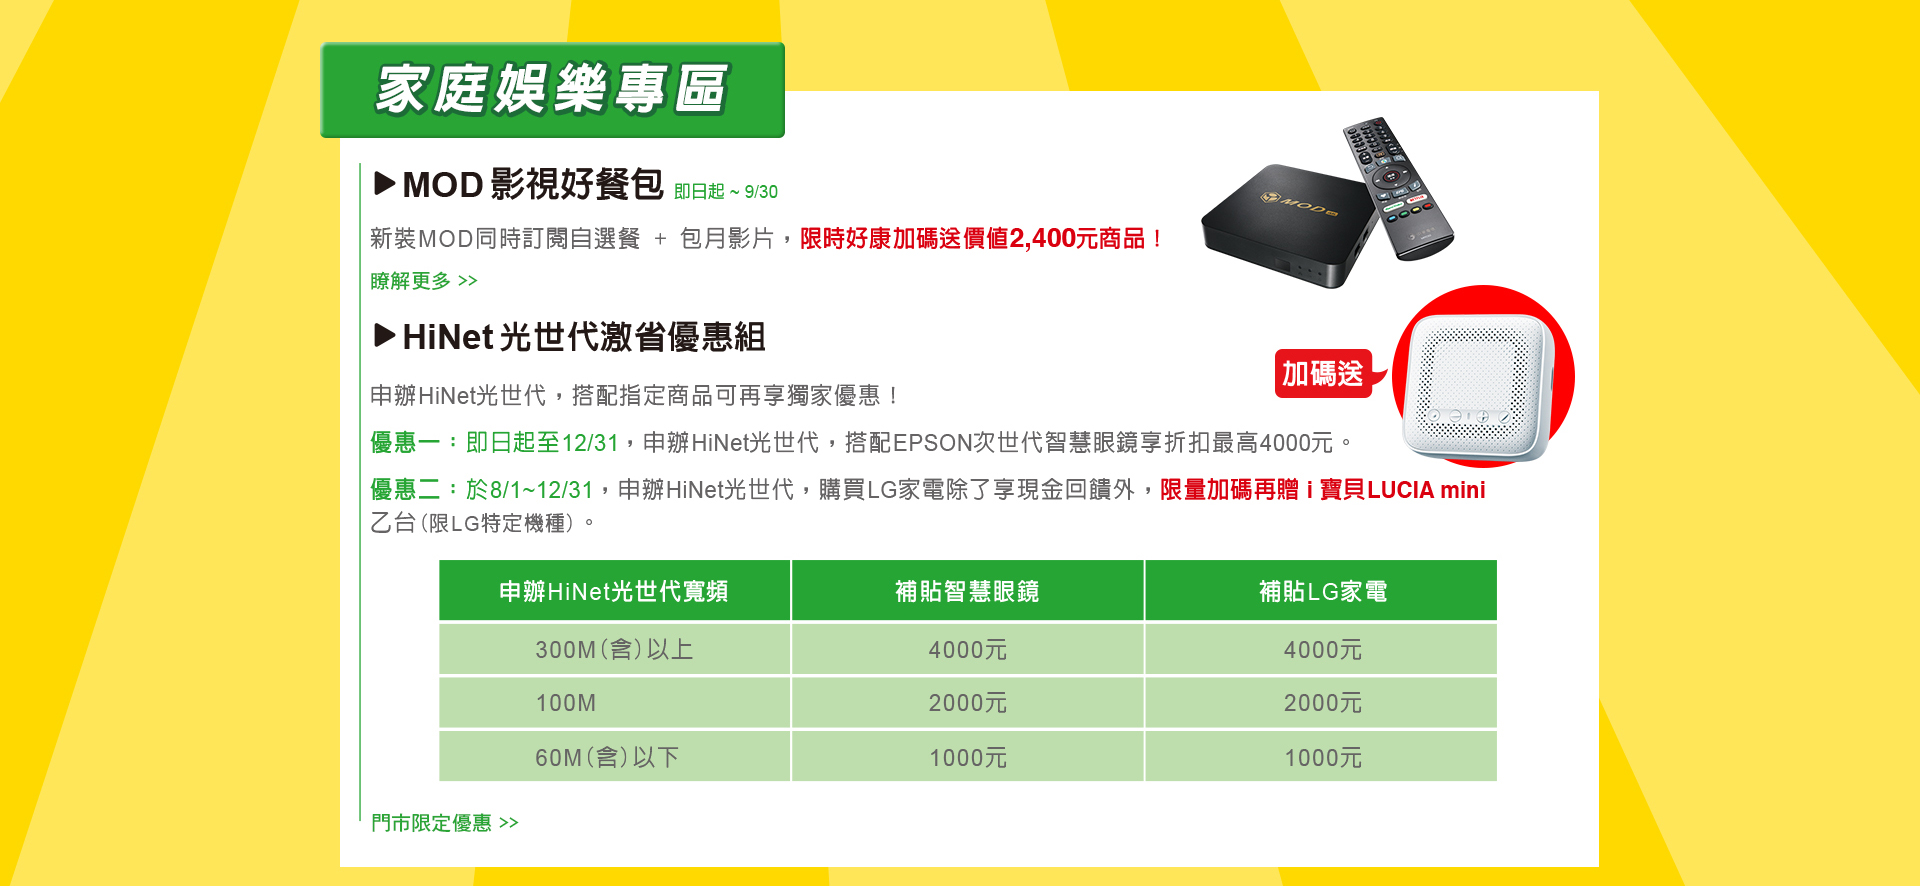 家庭娛樂專區
MOD 影視好餐包 即日起 ~ 9/30
新裝MOD同時訂閱自選餐 + 包月影片，限時好康加碼送價值2,400元商品！
瞭解更多 >>
MOD
HiNet 光世代激省優惠組
加碼送
申辦HiNet光世代，搭配指定商品可再享獨家優惠！
優惠一：即日起至12/31，申辦HiNet光世代，搭配EPSON次世代智慧眼鏡享折扣最高4000元。
優惠二：於8/1~12/31，申辦HiNet光世代，購買LG家電除了享現金回饋外，限量加碼再贈 i 寶貝LUCIA mini
乙台(限LG特定機種)。
申辦HiNet光世代寬頻 補貼智慧眼鏡 補貼LG家電
300M(含)以上 4000元 4000元
100M 2000元 2000元
60M(含)以下 1000元 1000元
門市限定優惠 >>